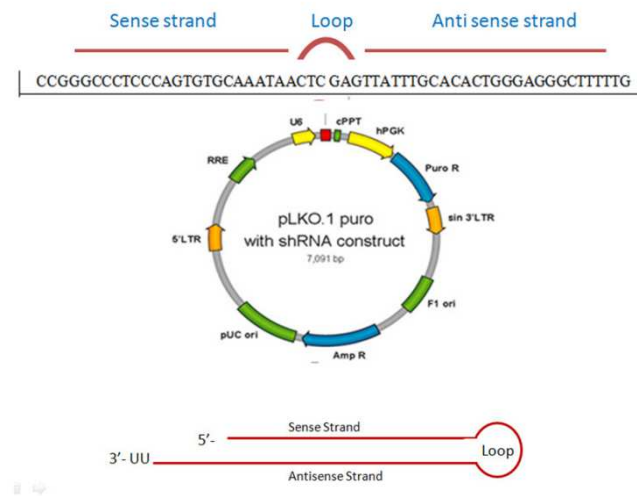 Sense strand Loop Anti sense strand
CCGGGCCCTCCCAGTGTGCAAATAACTC GAGTTATTTGCACACTGGGAGGGCTTTTTG
U6 cPPT hPGK
RRE Puro R
pLKO.1 puro
with shRNA construct
7,091 bp
5'LTR sin 3'LTR
F1 ori
pUC ori
Amp R
Sense Strand
5'-
Loop
3'- UU
Antisense Strand